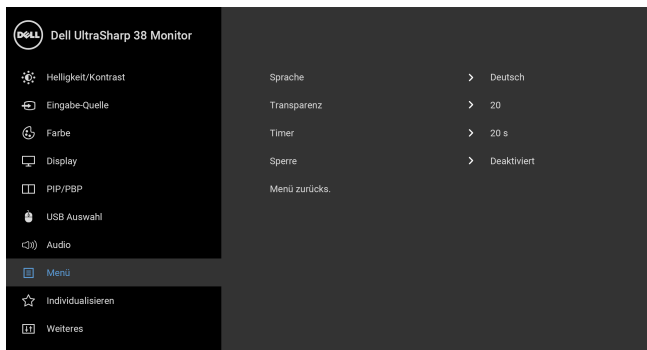 DELL Dell UltraSharp 38 Monitor
Helligkeit/Kontrast
Eingabe-Quelle
Farbe
Display
PIP/PBP
USB Auswahl
Audio
Menü
Individualisieren
Weiteres
Sprache > Deutsch
Transparenz > 20
Timer > 20 s
Sperre > Deaktiviert
Menü zurücks.